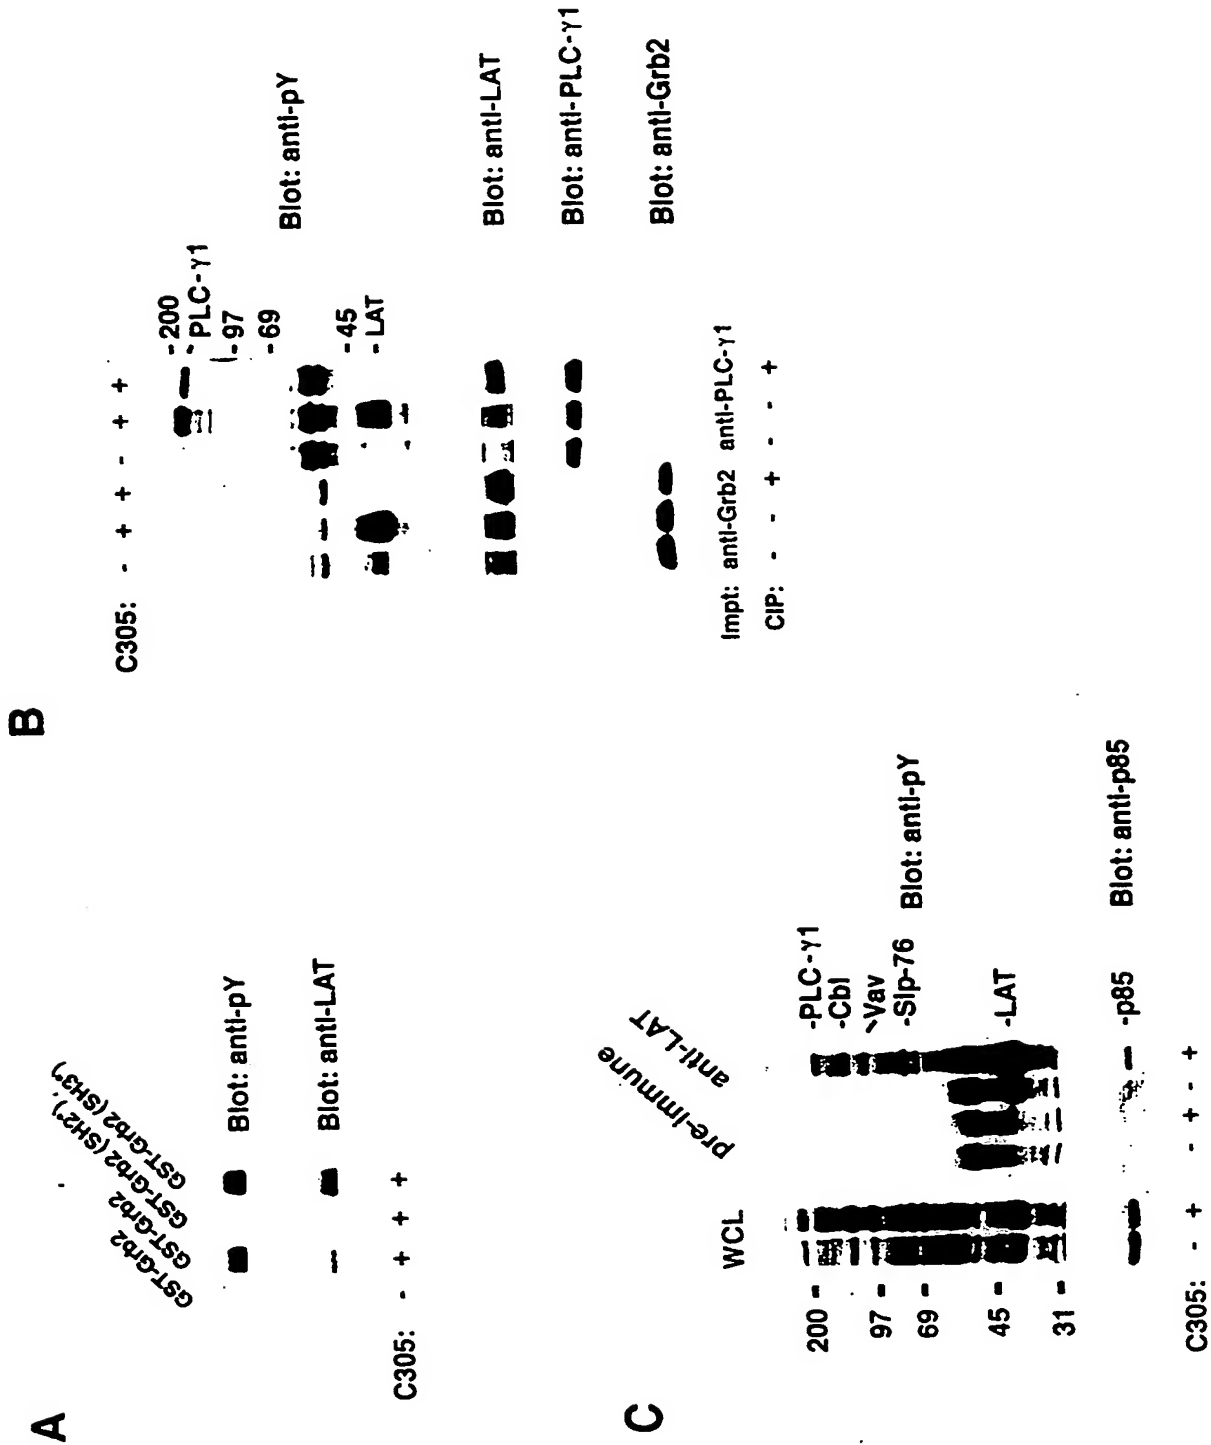 A
GST-Grb2
GST-Grb2
GST-Grb2 (SH2*)
GST-Grb2 (SH3*)
Blot: anti-pY
Blot: anti-LAT
C305: - + + +
B
C305: - + + - + +
-200
PLC-γ1
-97
-69
-45
-LAT
Blot: anti-pY
Blot: anti-LAT
Blot: anti-PLC-γ1
Blot: anti-Grb2
Impt: anti-Grb2 anti-PLC-γ1
CIP: - - + - - +
C
WCL
pre-immune
anti-LAT
200 -
97 -
69 -
45 -
31 -
-PLC-γ1
-Cbl
Vav
-Slp-76
-LAT
Blot: anti-pY
-p85
Blot: anti-p85
C305: - + - + - +